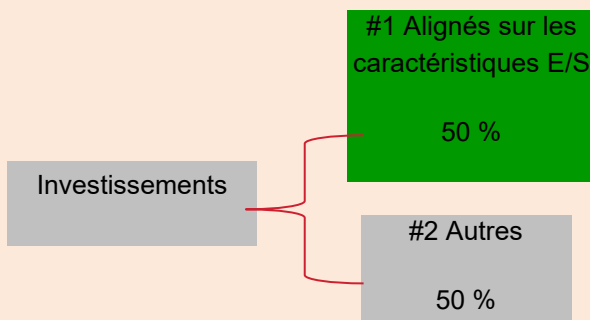 #1 Alignés sur les
caractéristiques E/S
50 %
Investissements
#2 Autres
50 %